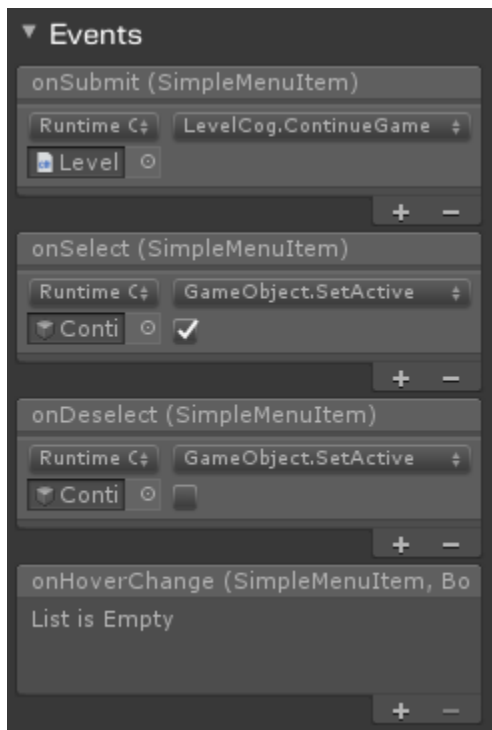 Events
onSubmit (SimpleMenuItem)
Runtime C LevelCog.ContinueGame
Level
onSelect (SimpleMenuItem)
Runtime C GameObject.SetActive
Conti
onDeselect (SimpleMenuItem)
Runtime C GameObject.SetActive
Conti
onHoverChange (SimpleMenuItem, Bo
List is Empty